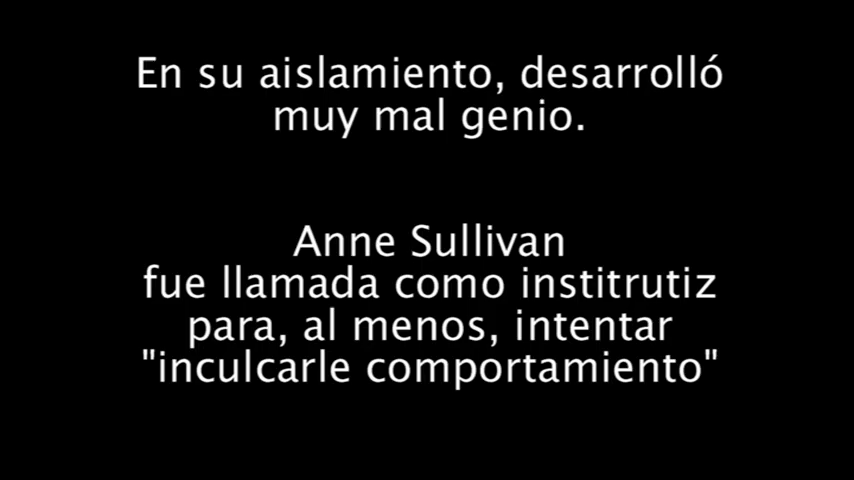 En su aislamiento, desarrolló
muy mal genio.
Anne Sullivan
fue llamada como institrutiz
para, al menos, intentar
"inculcarle comportamiento"